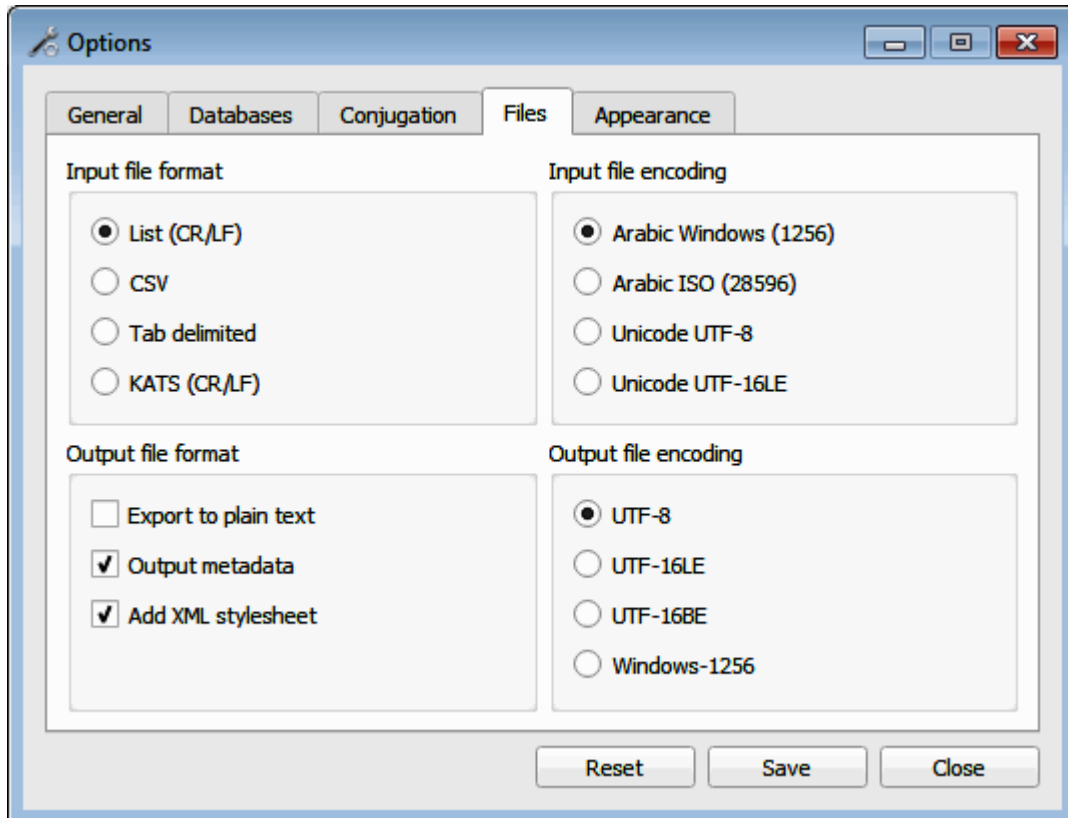 Options
General Databases Conjugation Files Appearance
Input file format
List (CR/LF)
CSV
Tab delimited
KATS (CR/LF)
Input file encoding
Arabic Windows (1256)
Arabic ISO (28596)
Unicode UTF-8
Unicode UTF-16LE
Output file format
Export to plain text
Output metadata
Add XML stylesheet
Output file encoding
UTF-8
UTF-16LE
UTF-16BE
Windows-1256
Reset Save Close